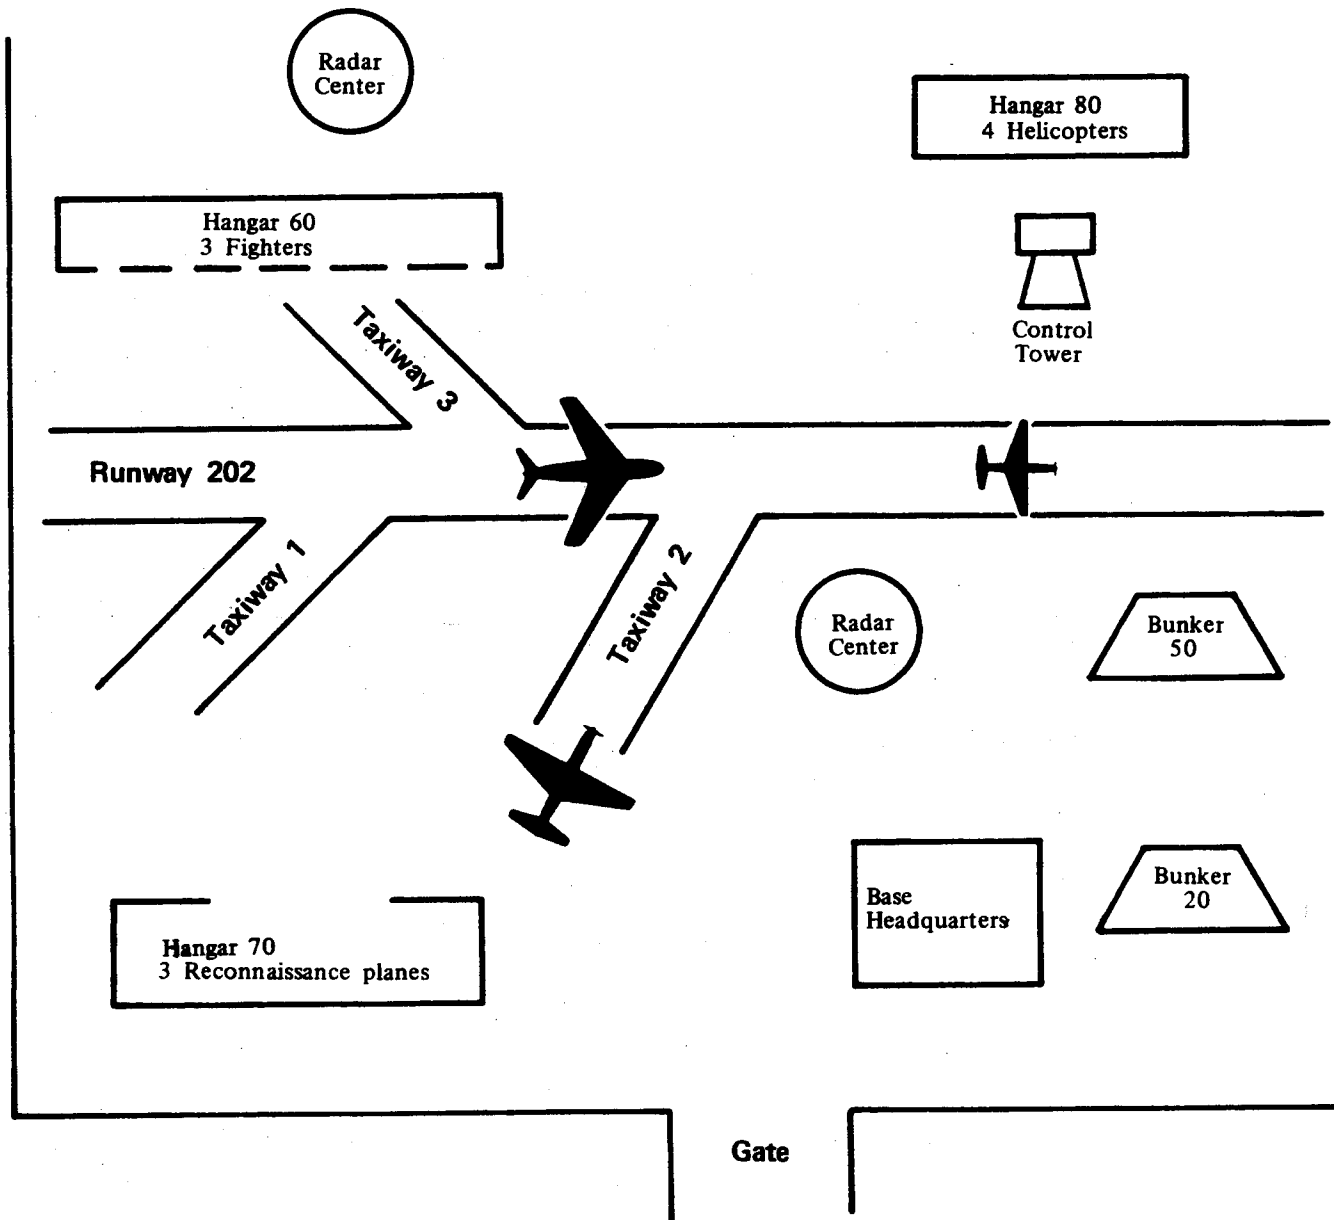 Radar
Center
Hangar 80
4 Helicopters
Hangar 60
3 Fighters
Control
Tower
Taxiway 3
Runway 202
Taxiway 1
Taxiway 2
Radar
Center
Bunker
50
Base
Headquarters
Bunker
20
Hangar 70
3 Reconnaissance planes
Gate